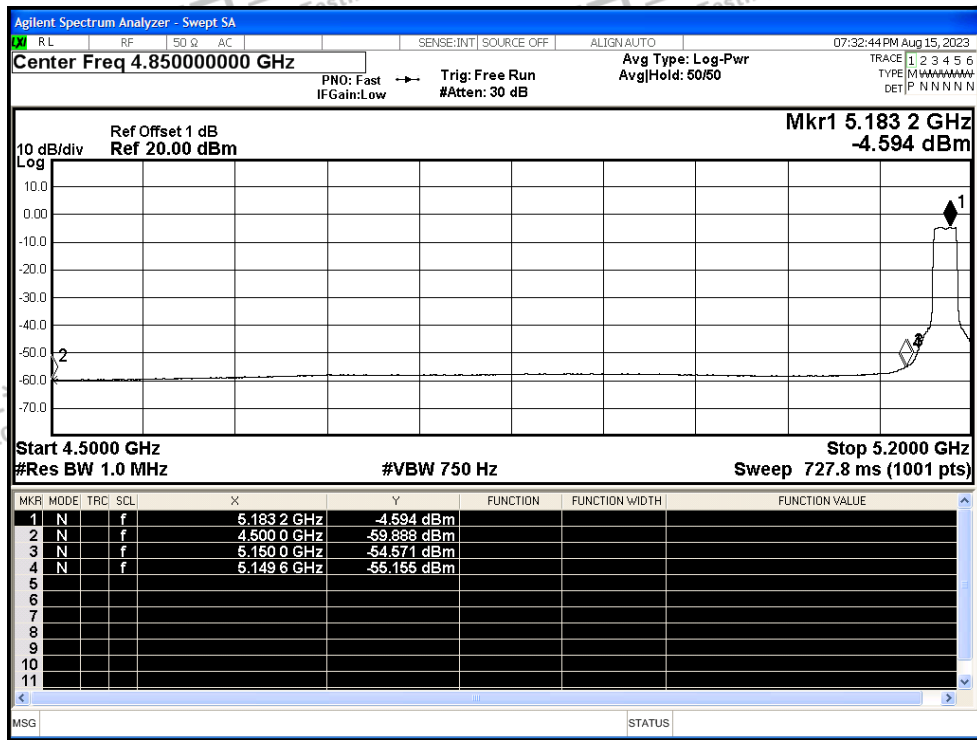 Agilent Spectrum Analyzer - Swept SA
LXI RL RF 50 Ω AC SENSE:INT SOURCE OFF ALIGN AUTO 07:32:44 PM Aug 15, 2023
Center Freq 4.850000000 GHz Avg Type: Log-Pwr TRACE 1 2 3 4 5 6
PNO: Fast Trig: Free Run Avg|Hold: 50/50 TYPE M WWWWW
IFGain:Low #Atten: 30 dB DET P N N N N N
Mkr1 5.183 2 GHz
Ref Offset 1 dB
10 dB/div Ref 20.00 dBm -4.594 dBm
Log
10.0
0.00
1
-10.0
-20.0
-30.0
-40.0
-50.0
2
-60.0
-70.0
Start 4.5000 GHz Stop 5.2000 GHz
#Res BW 1.0 MHz #VBW 750 Hz Sweep 727.8 ms (1001 pts)
MKR MODE TRC SCL X Y FUNCTION FUNCTION WIDTH FUNCTION VALUE
1 N f 5.183 2 GHz -4.594 dBm
2 N f 4.500 0 GHz -59.888 dBm
3 N f 5.150 0 GHz -54.571 dBm
4 N f 5.149 6 GHz -55.155 dBm
5
6
7
8
9
10
11
MSG STATUS